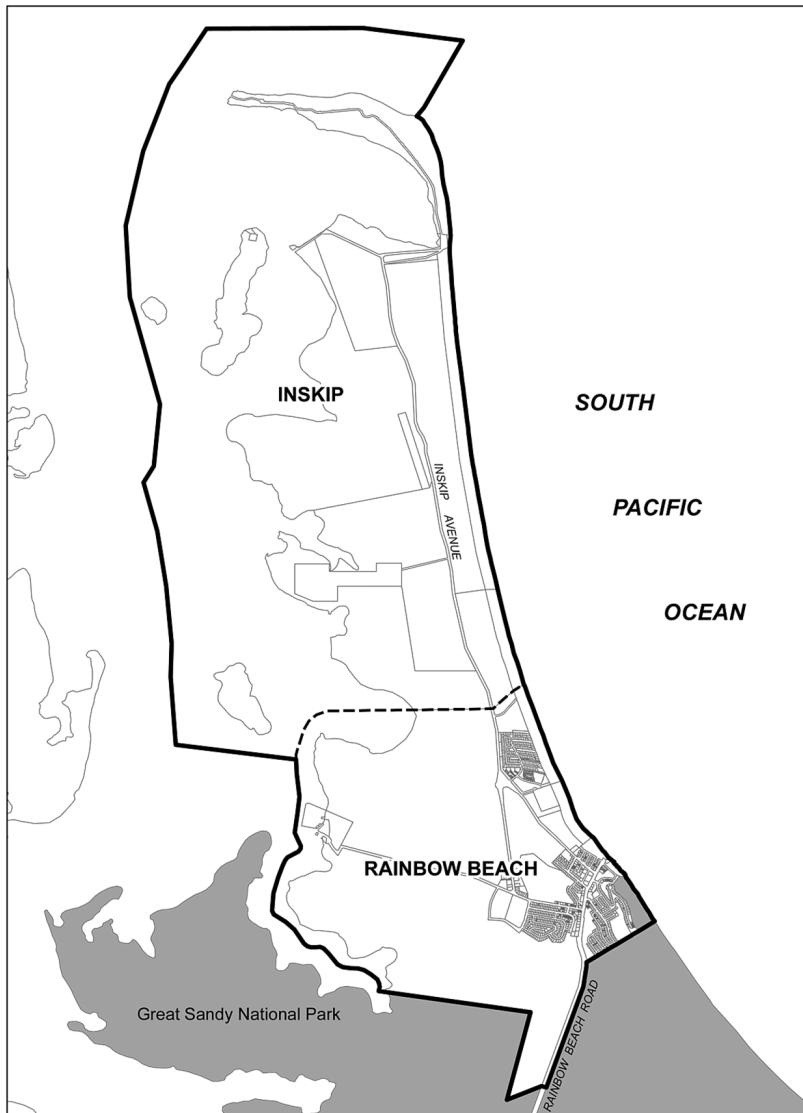 INSKIP
SOUTH
PACIFIC
OCEAN
INSKIP AVENUE
RAINBOW BEACH
Great Sandy National Park
RAINBOW BEACH ROAD